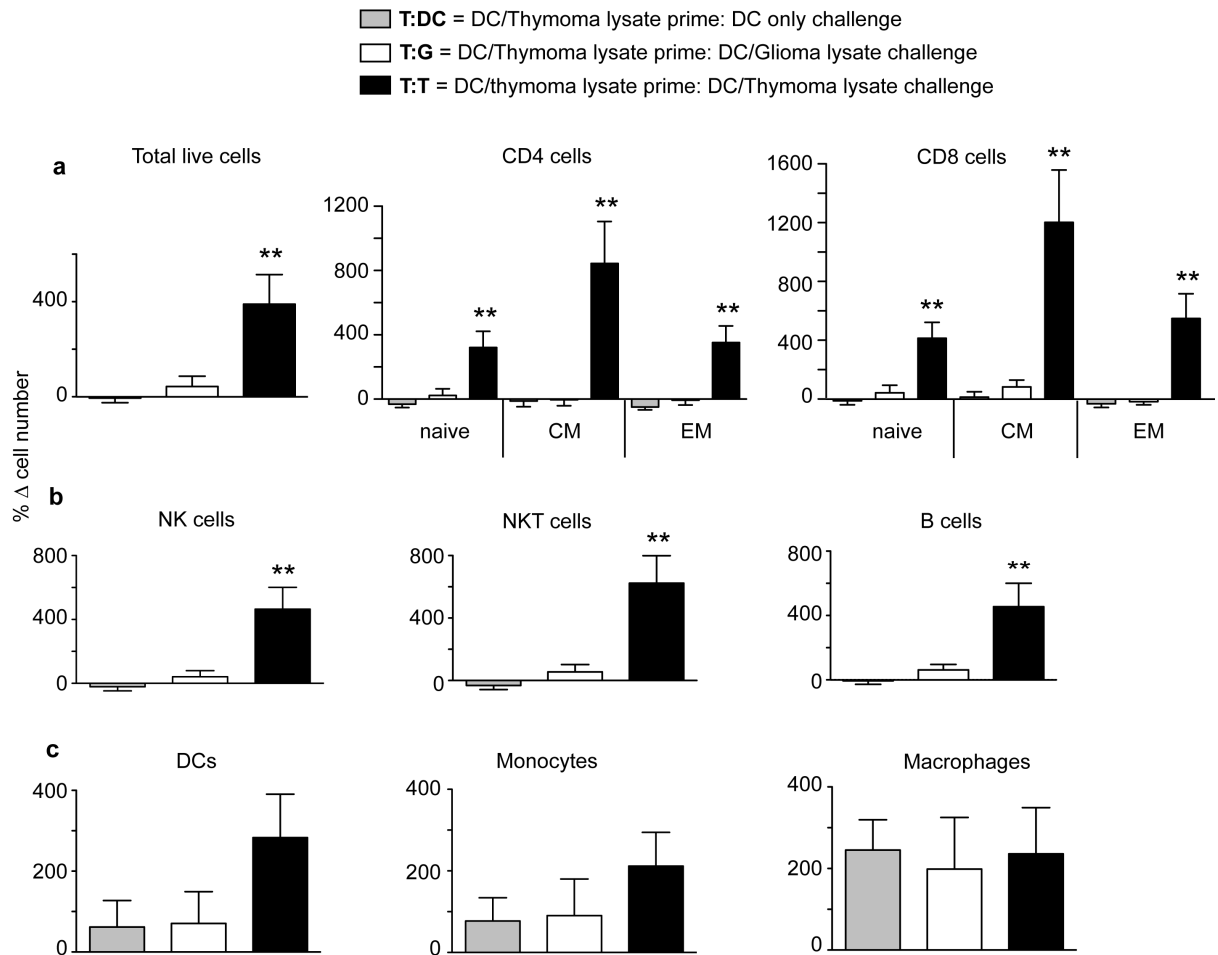 T:DC = DC/Thymoma lysate prime: DC only challenge
T:G = DC/Thymoma lysate prime: DC/Glioma lysate challenge
T:T = DC/thymoma lysate prime: DC/Thymoma lysate challenge
a
Total live cells
CD4 cells
CD8 cells
% Δ cell number
400
0
**
1200
800
400
0
**
**
**
naive
CM
EM
1600
1200
800
400
0
**
**
**
naive
CM
EM
b
NK cells
NKT cells
B cells
800
400
0
**
800
400
0
**
800
400
0
**
c
DCs
Monocytes
Macrophages
400
200
0
400
200
0
400
200
0